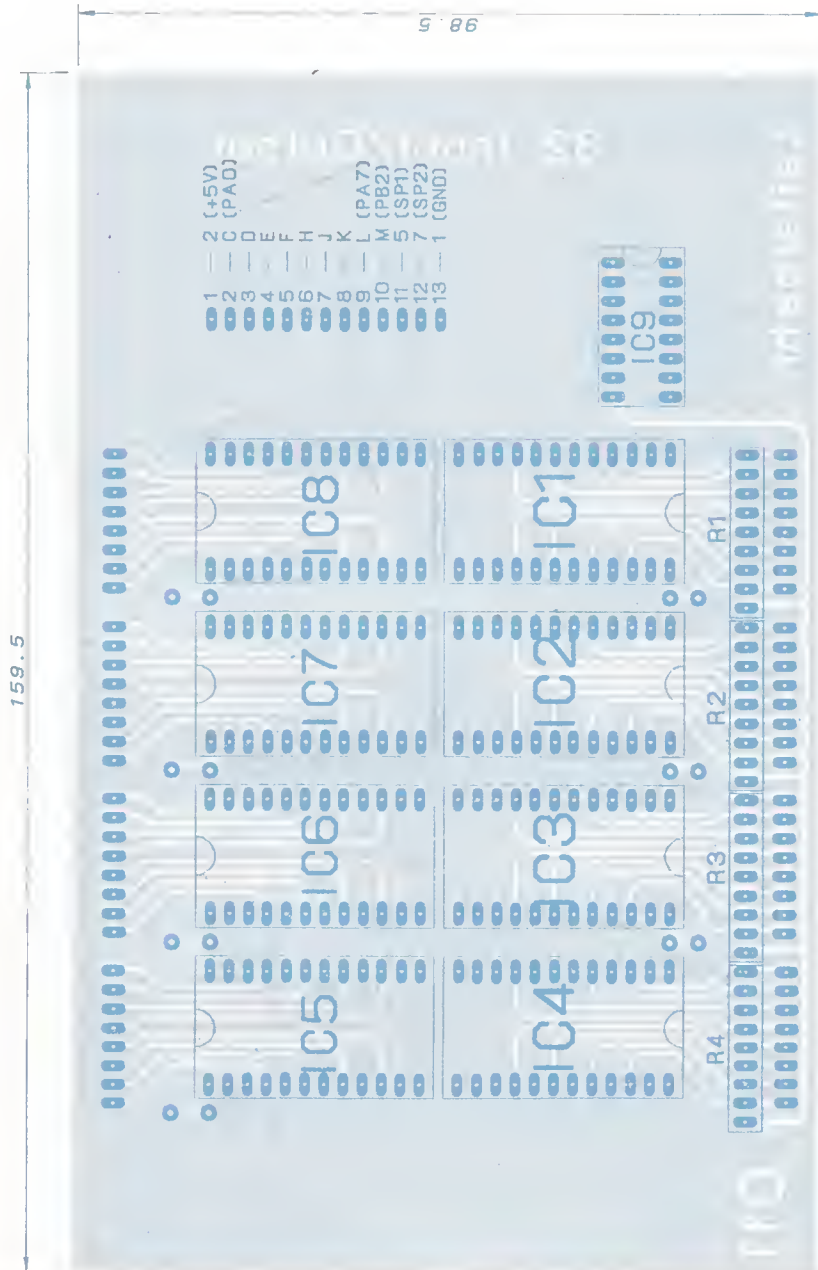 98.5
159.5
1 — 2 (+5V)
2 — C (PA0)
3 — D
4 — E
5 — F
6 — H
7 — J
8 — K
9 — L (PA7)
10 — M (PB2)
11 — 5 (SP1)
12 — 7 (SP2)
13 — 1 (GND)
IC9
IC8
IC1
R1
IC7
IC2
R2
IC6
IC3
R3
IC5
IC4
R4